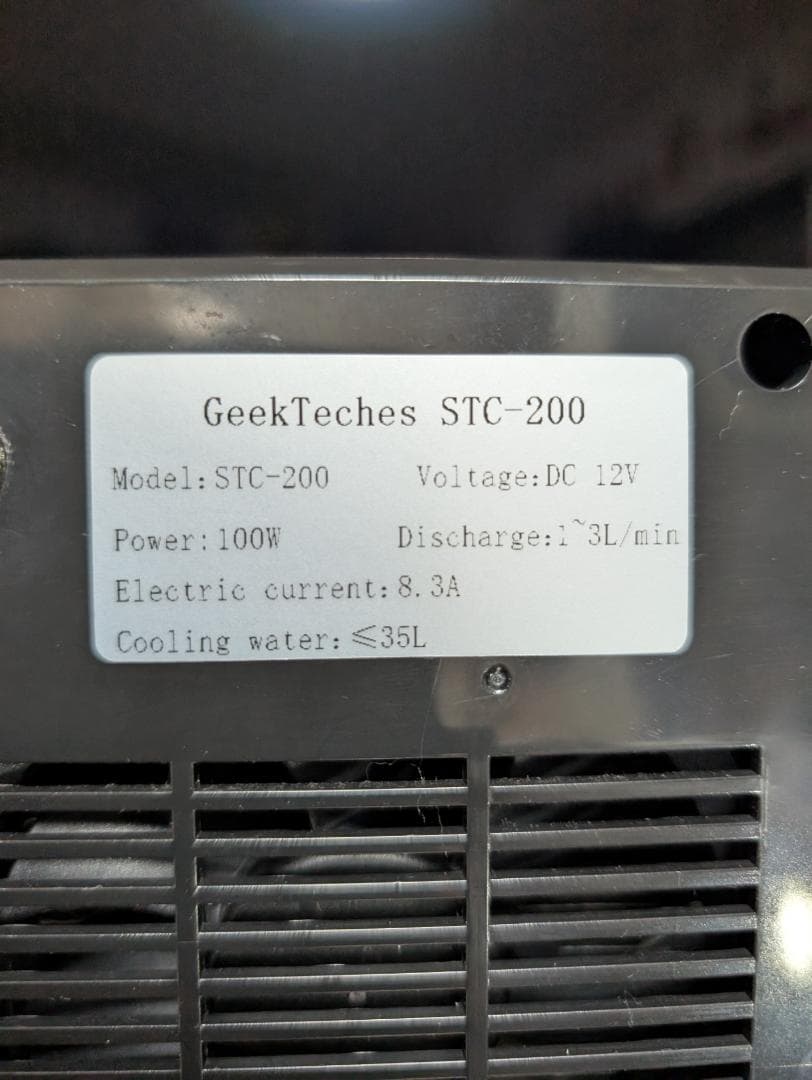 GeekTeches STC-200
Model:STC-200 Voltage:DC 12V
Power:100W Discharge:1~3L/min
Electric current:8.3A
Cooling water:≤35L